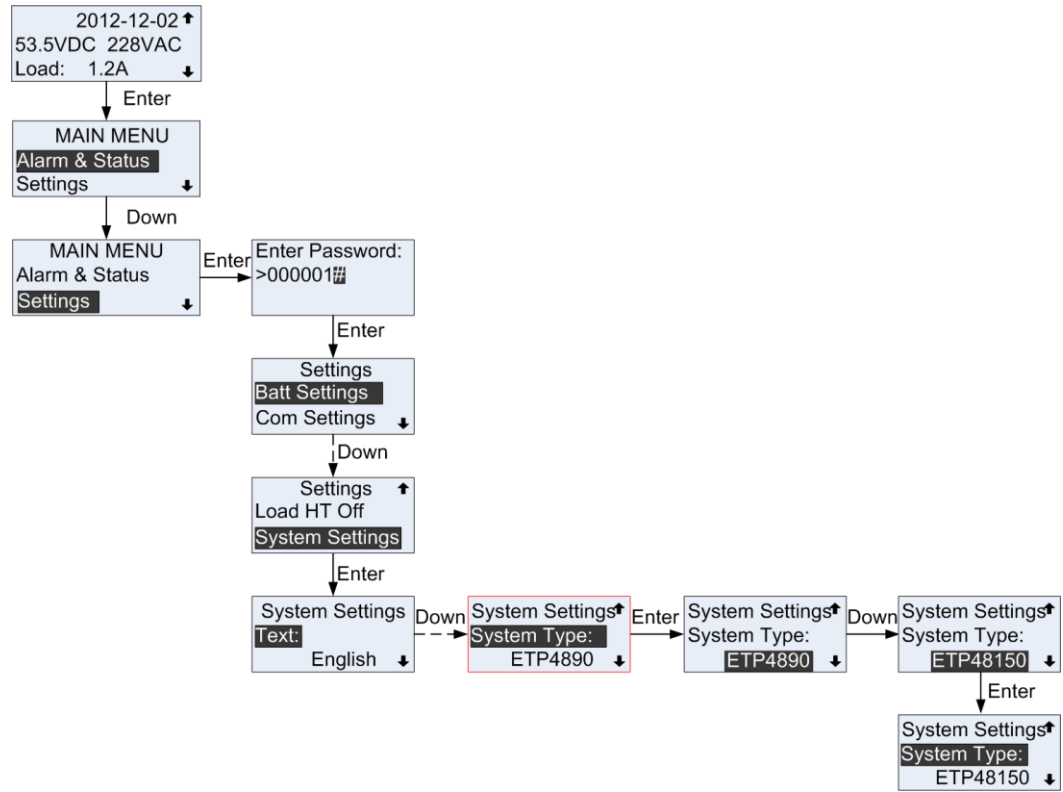 2012-12-02
53.5VDC 228VAC
Load: 1.2A
Enter
MAIN MENU
Alarm & Status
Settings
Down
MAIN MENU
Alarm & Status
Settings
Enter
Enter Password:
>000001#
Enter
Settings
Batt Settings
Com Settings
Down
Settings
Load HT Off
System Settings
Enter
System Settings
Text:
English
Down
System Settings
System Type:
ETP4890
Enter
System Settings
System Type:
ETP4890
Down
System Settings
System Type:
ETP48150
Enter
System Settings
System Type:
ETP48150